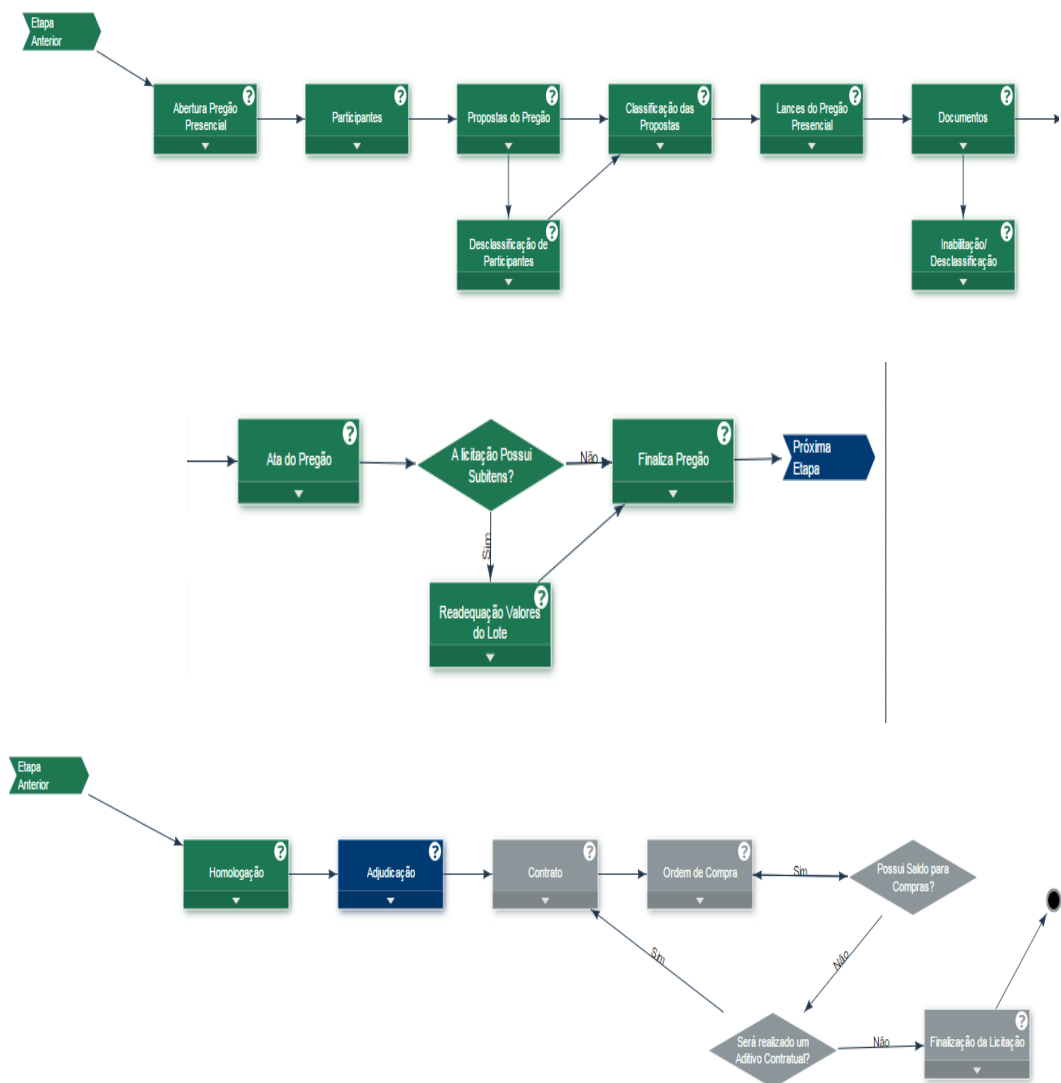 Etapa
Anterior
Abertura Pregão
Presencial
?
Participantes
?
Propostas do Pregão
?
Classificação das
Propostas
?
Lances do Pregão
Presencial
?
Documentos
?
Desclassificação de
Participantes
?
Inabilitação/
Desclassificação
?
Ata do Pregão
?
A licitação Possui
Subitens?
Não
Sim
Finaliza Pregão
?
Próxima
Etapa
Readequação Valores
do Lote
?
Etapa
Anterior
Homologação
?
Adjudicação
?
Contrato
?
Ordem de Compra
?
Sim
Possui Saldo para
Compras?
Sim
Não
Será realizado um
Aditivo Contratual?
Não
Finalização da Licitação
?